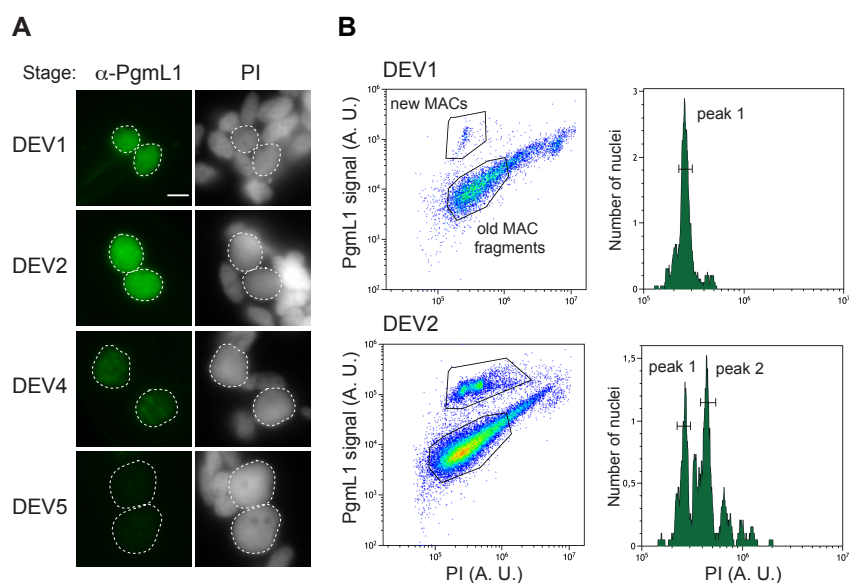 A
Stage: α-PgmL1 PI
DEV1
DEV2
DEV4
DEV5
B
DEV1
PgmL1 signal (A. U.)
10⁶
10⁵
10⁴
10³
10²
new MACs
old MAC
fragments
10⁵ 10⁶ 10⁷
Number of nuclei
3
2
1
0
peak 1
10⁵ 10⁶ 10⁷
DEV2
PgmL1 signal (A. U.)
10⁶
10⁵
10⁴
10³
10²
10⁵ 10⁶ 10⁷
PI (A. U.)
Number of nuclei
1,5
1
0.5
0
peak 1 peak 2
10⁵ 10⁶ 10⁷
PI (A. U.)